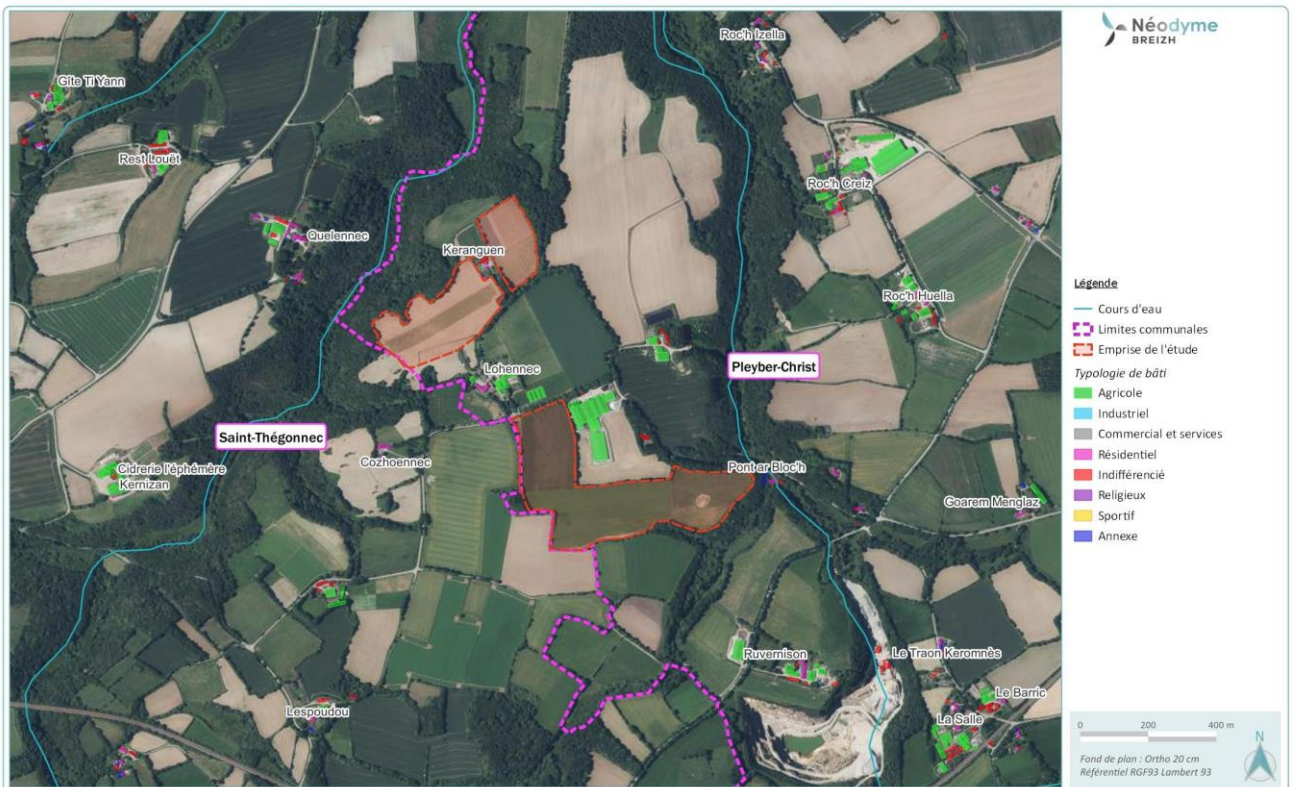 Roc'h Izella
Gîte Ti Yann
Rest Louët
Roc'h Creiz
Quelennec
Keranguen
Roc'h Huella
Lohennec
Pleyber-Christ
Saint-Thégonnec
Cozhoennec
Cidrerie l'éphémère
Kernizan
Pont ar Bloc'h
Goarem Menglaz
Ruvernison
Le Traon Keromnès
Le Barric
La Salle
Lespoudou
Néodyme
BREIZH
Légende
Cours d'eau
Limites communales
Emprise de l'étude
Typologie de bâti
Agricole
Industriel
Commercial et services
Résidentiel
Indifférencié
Religieux
Sportif
Annexe
0 200 400 m
Fond de plan : Ortho 20 cm
Référentiel RGF93 Lambert 93
N